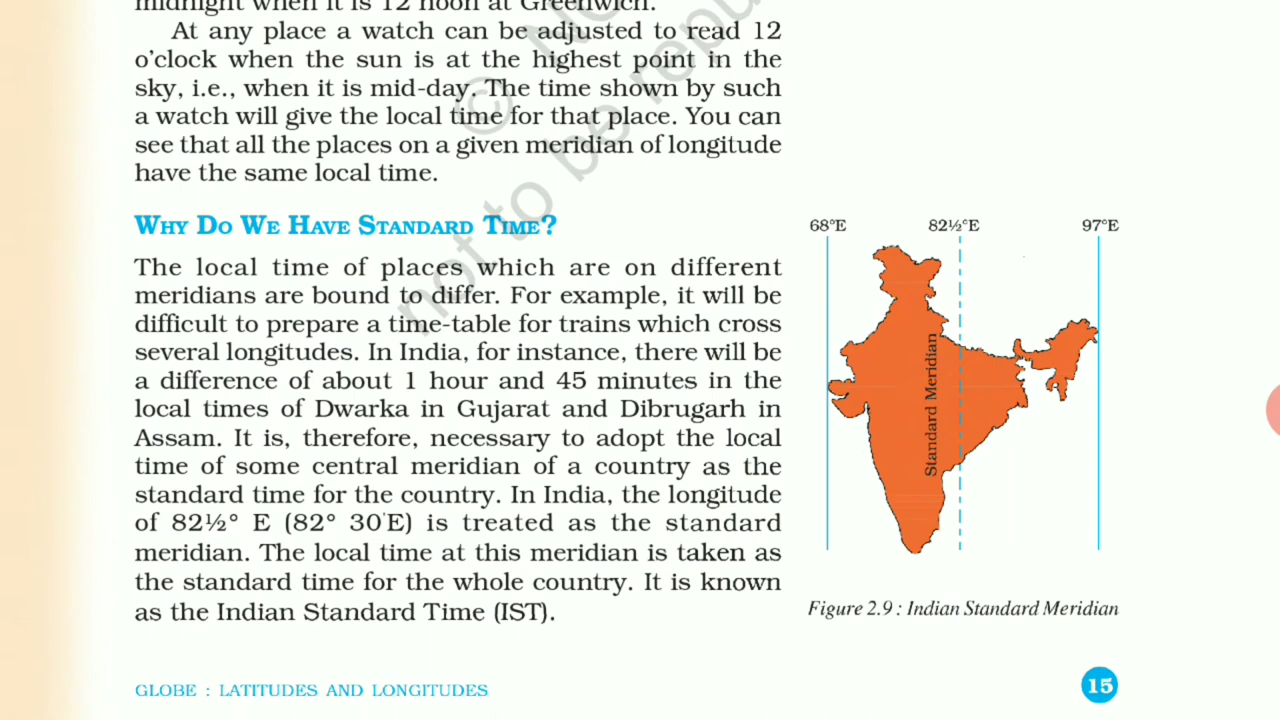 midnight when it is 12 noon at Greenwich.
At any place a watch can be adjusted to read 12
o'clock when the sun is at the highest point in the
sky, i.e., when it is mid-day. The time shown by such
a watch will give the local time for that place. You can
see that all the places on a given meridian of longitude
have the same local time.
WHY DO WE HAVE STANDARD TIME?
The local time of places which are on different
meridians are bound to differ. For example, it will be
difficult to prepare a time-table for trains which cross
several longitudes. In India, for instance, there will be
a difference of about 1 hour and 45 minutes in the
local times of Dwarka in Gujarat and Dibrugarh in
Assam. It is, therefore, necessary to adopt the local
time of some central meridian of a country as the
standard time for the country. In India, the longitude
of 82½° E (82° 30'E) is treated as the standard
meridian. The local time at this meridian is taken as
the standard time for the whole country. It is known
as the Indian Standard Time (IST).
68°E 82½°E 97°E
Standard Meridian
Figure 2.9 : Indian Standard Meridian
GLOBE : LATITUDES AND LONGITUDES
15
©
not to be